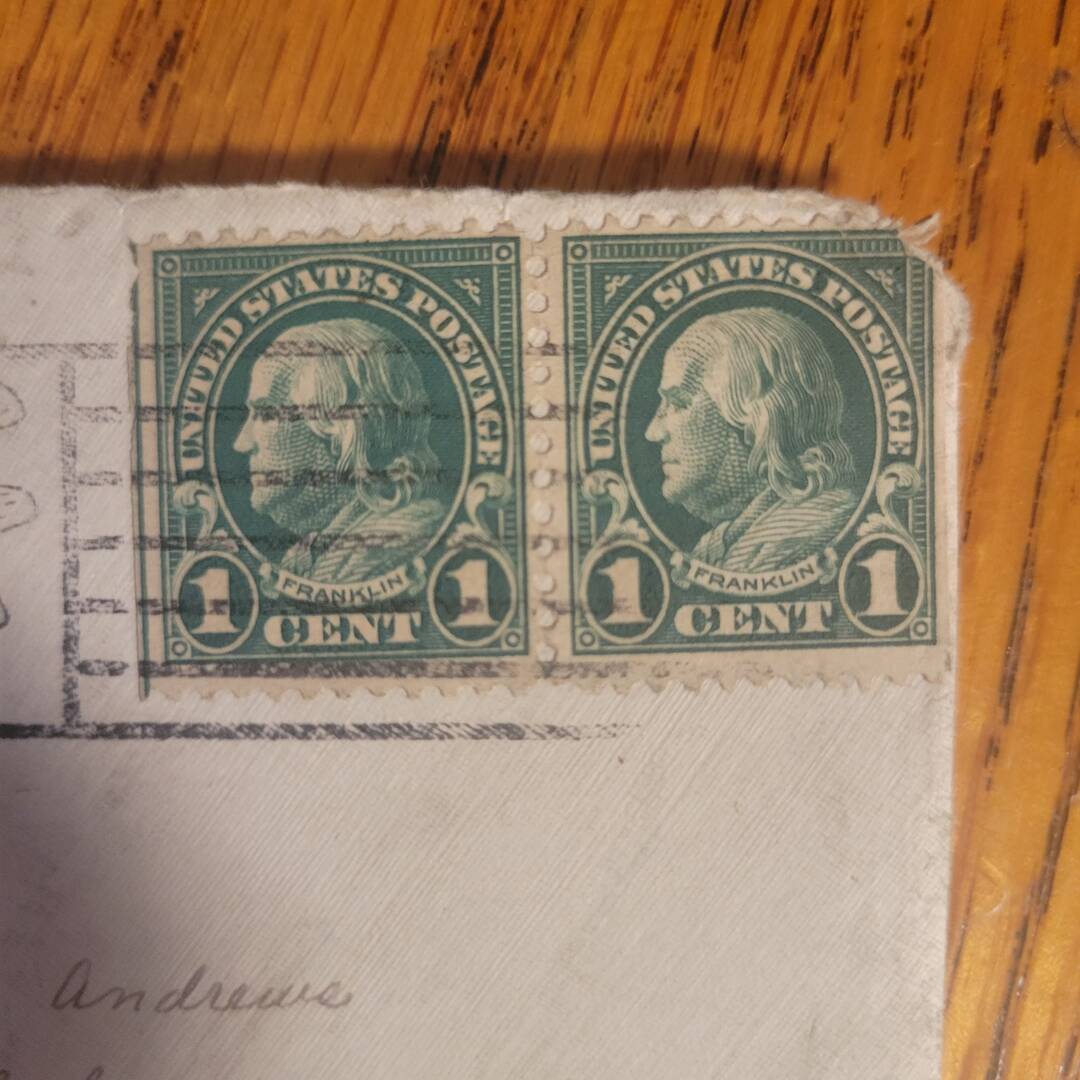 UNITED STATES POSTAGE
FRANKLIN
1 CENT 1
UNITED STATES POSTAGE
FRANKLIN
1 CENT 1
Andrews